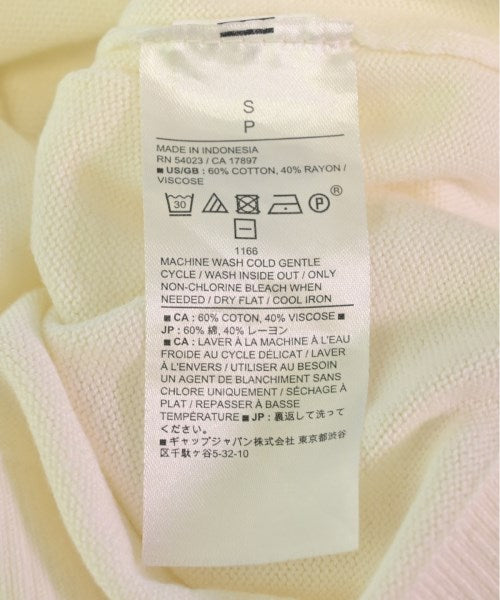 S
P
MADE IN INDONESIA
RN 54023 / CA 17897
■ US/GB : 60% COTTON, 40% RAYON /
VISCOSE
30 P ®
1166
MACHINE WASH COLD GENTLE
CYCLE / WASH INSIDE OUT / ONLY
NON-CHLORINE BLEACH WHEN
NEEDED / DRY FLAT / COOL IRON
■ CA : 60% COTON, 40% VISCOSE ■
JP : 60% 綿, 40% レーヨン
■ CA : LAVER À LA MACHINE À L'EAU
FROIDE AU CYCLE DÉLICAT / LAVER
À L'ENVERS / UTILISER AU BESOIN
UN AGENT DE BLANCHIMENT SANS
CHLORE UNIQUEMENT / SÉCHAGE À
PLAT / REPASSER À BASSE
TEMPÉRATURE ■ JP : 裏返して洗って
ください。
■ ギャップジャパン株式会社 東京都渋谷
区千駄ヶ谷5-32-10